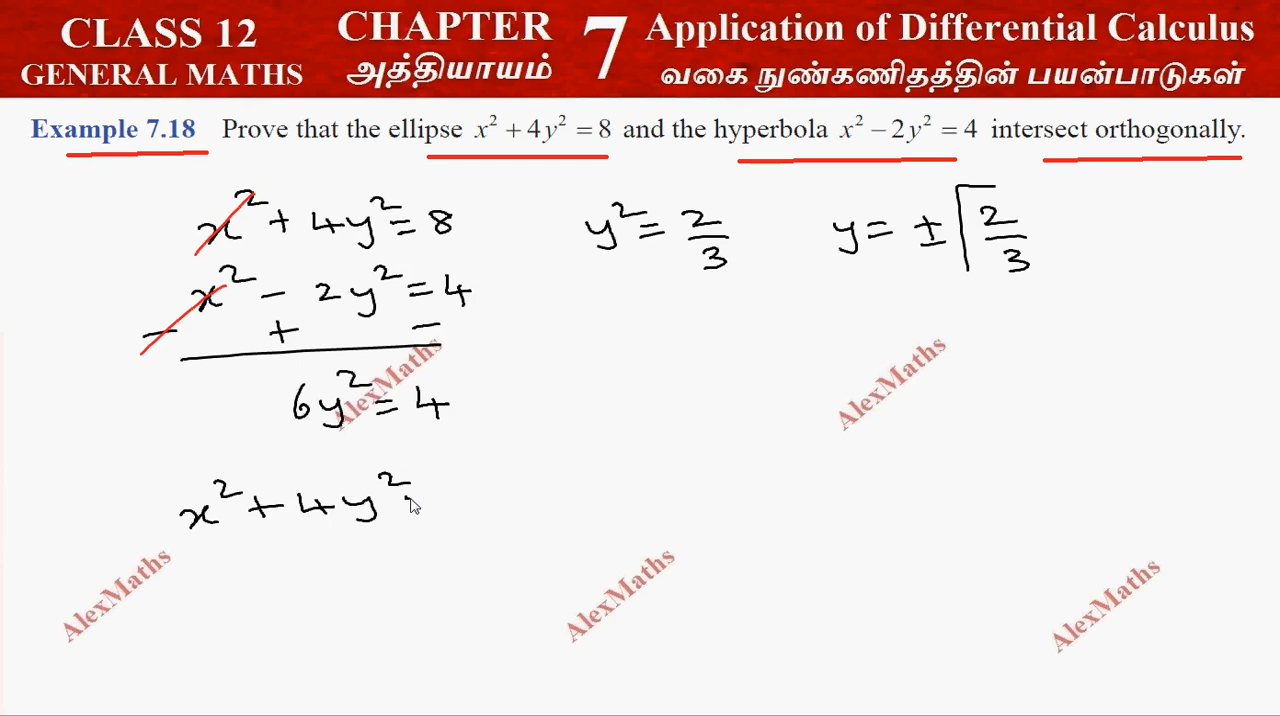 CLASS 12
GENERAL MATHS
CHAPTER
அத்தியாயம்
7
Application of Differential Calculus
வகை நுண்கணிதத்தின் பயன்பாடுகள்
Example 7.18 Prove that the ellipse x² + 4y² = 8 and the hyperbola x² − 2y² = 4 intersect orthogonally.
x² + 4y² = 8
x² − 2y² = 4
− + −
6y² = 4
y² = 2/3
y = ± √2/3
x² + 4y²
AlexMaths
AlexMaths
AlexMaths
AlexMaths
AlexMaths